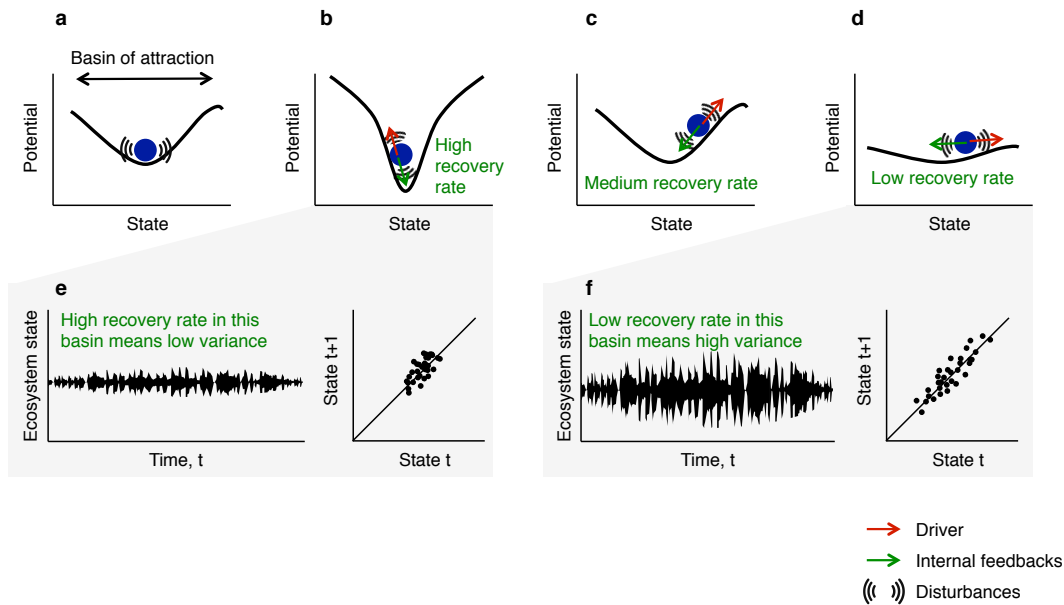 a
Basin of attraction
Potential
State
b
Potential
High
recovery
rate
State
c
Potential
Medium recovery rate
State
d
Potential
Low recovery rate
State
e
Ecosystem state
High recovery rate in this
basin means low variance
Time, t
State t+1
State t
f
Ecosystem state
Low recovery rate in this
basin means high variance
Time, t
State t+1
State t
Driver
Internal feedbacks
Disturbances